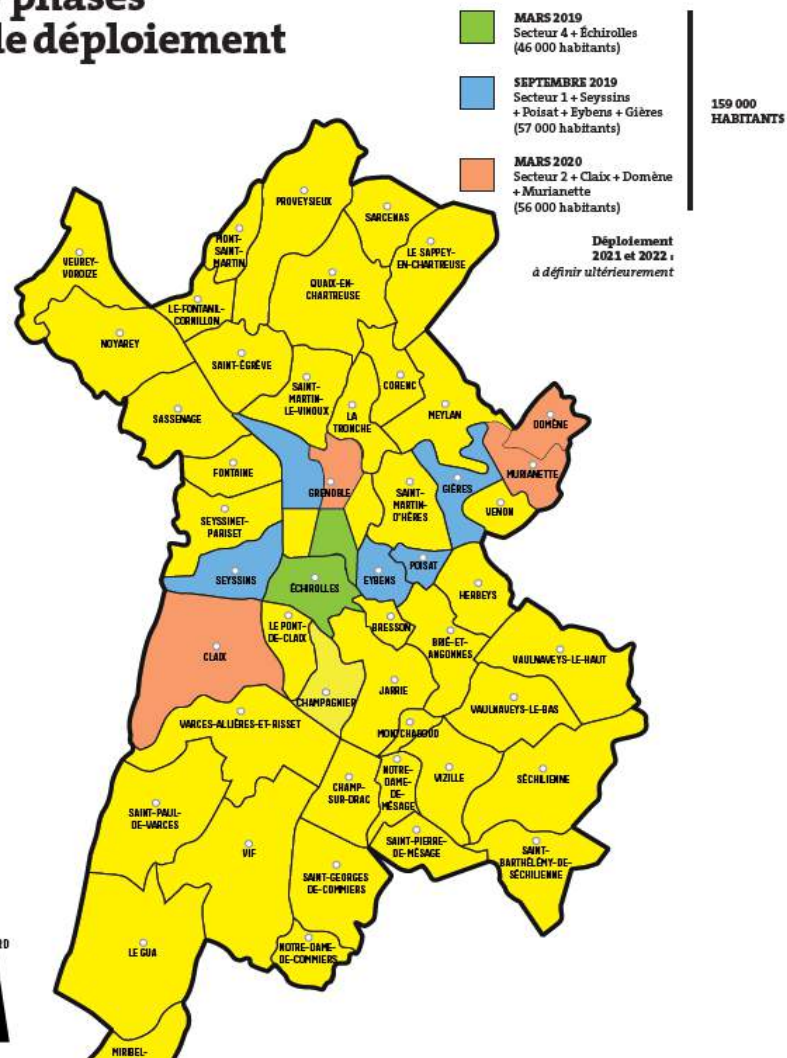 phases
le déploiement
MARS 2019
Secteur 4 + Échirolles
(46 000 habitants)
SEPTEMBRE 2019
Secteur 1 + Seyssins
+ Poisat + Eybens + Gières
(57 000 habitants)
MARS 2020
Secteur 2 + Claix + Domène
+ Murianette
(56 000 habitants)
159 000
HABITANTS
Déploiement
2021 et 2022 :
à définir ultérieurement
PROVEYSIEUX
SARCENAS
MONT-
SAINT-
MARTIN
LE SAPPEY-
EN-CHARTREUSE
VEUREY-
VOROIZE
QUAIX-EN-
CHARTREUSE
LE-FONTANIL-
CORNILLON
NOYAREY
SAINT-ÉGRÈVE
SAINT-
MARTIN-
LE-VINOUX
CORENC
SASSENAGE
LA
TRONCHE
MEYLAN
DOMÈNE
FONTAINE
MURIANETTE
GRENOBLE
SAINT-
MARTIN-
D'HÈRES
GIÈRES
VENON
SEYSSINET-
PARISET
SEYSSINS
ÉCHIROLLES
EYBENS
POISAT
HERBEYS
LE PONT-
DE-CLAIX
BRESSON
BRIÉ-ET-
ANGONNES
VAULNAVEYS-LE-HAUT
CLAIX
CHAMPAGNIER
JARRIE
VAULNAVEYS-LE-BAS
VARCES-ALLIÈRES-ET-RISSET
MONTCHABOUD
CHAMP-
SUR-DRAC
NOTRE-
DAME-
DE-
MÉSAGE
VIZILLE
SÉCHILIENNE
SAINT-PAUL-
DE-VARCES
VIF
SAINT-PIERRE-
DE-MÉSAGE
SAINT-
BARTHÉLÉMY-DE-
SÉCHILIENNE
SAINT-GEORGES
DE-COMMIERS
LE GUA
NOTRE-DAME-
DE-COMMIERS
RD
MIRIBEL-